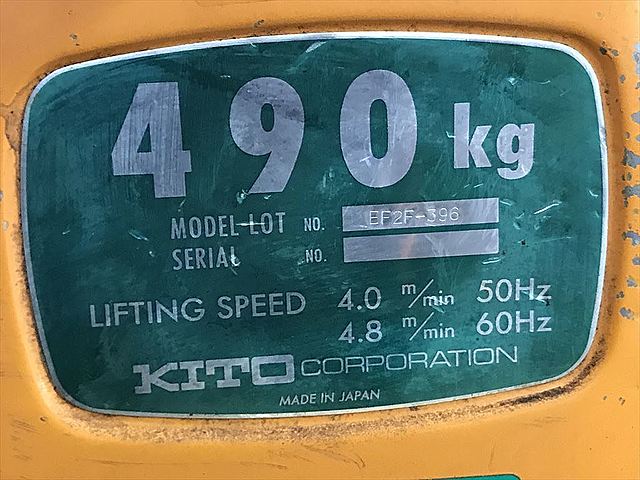 490 kg
MODEL-LOT NO. EF2F-396
SERIAL NO.
LIFTING SPEED 4.0 m/min 50Hz
4.8 m/min 60Hz
KITO CORPORATION
MADE IN JAPAN